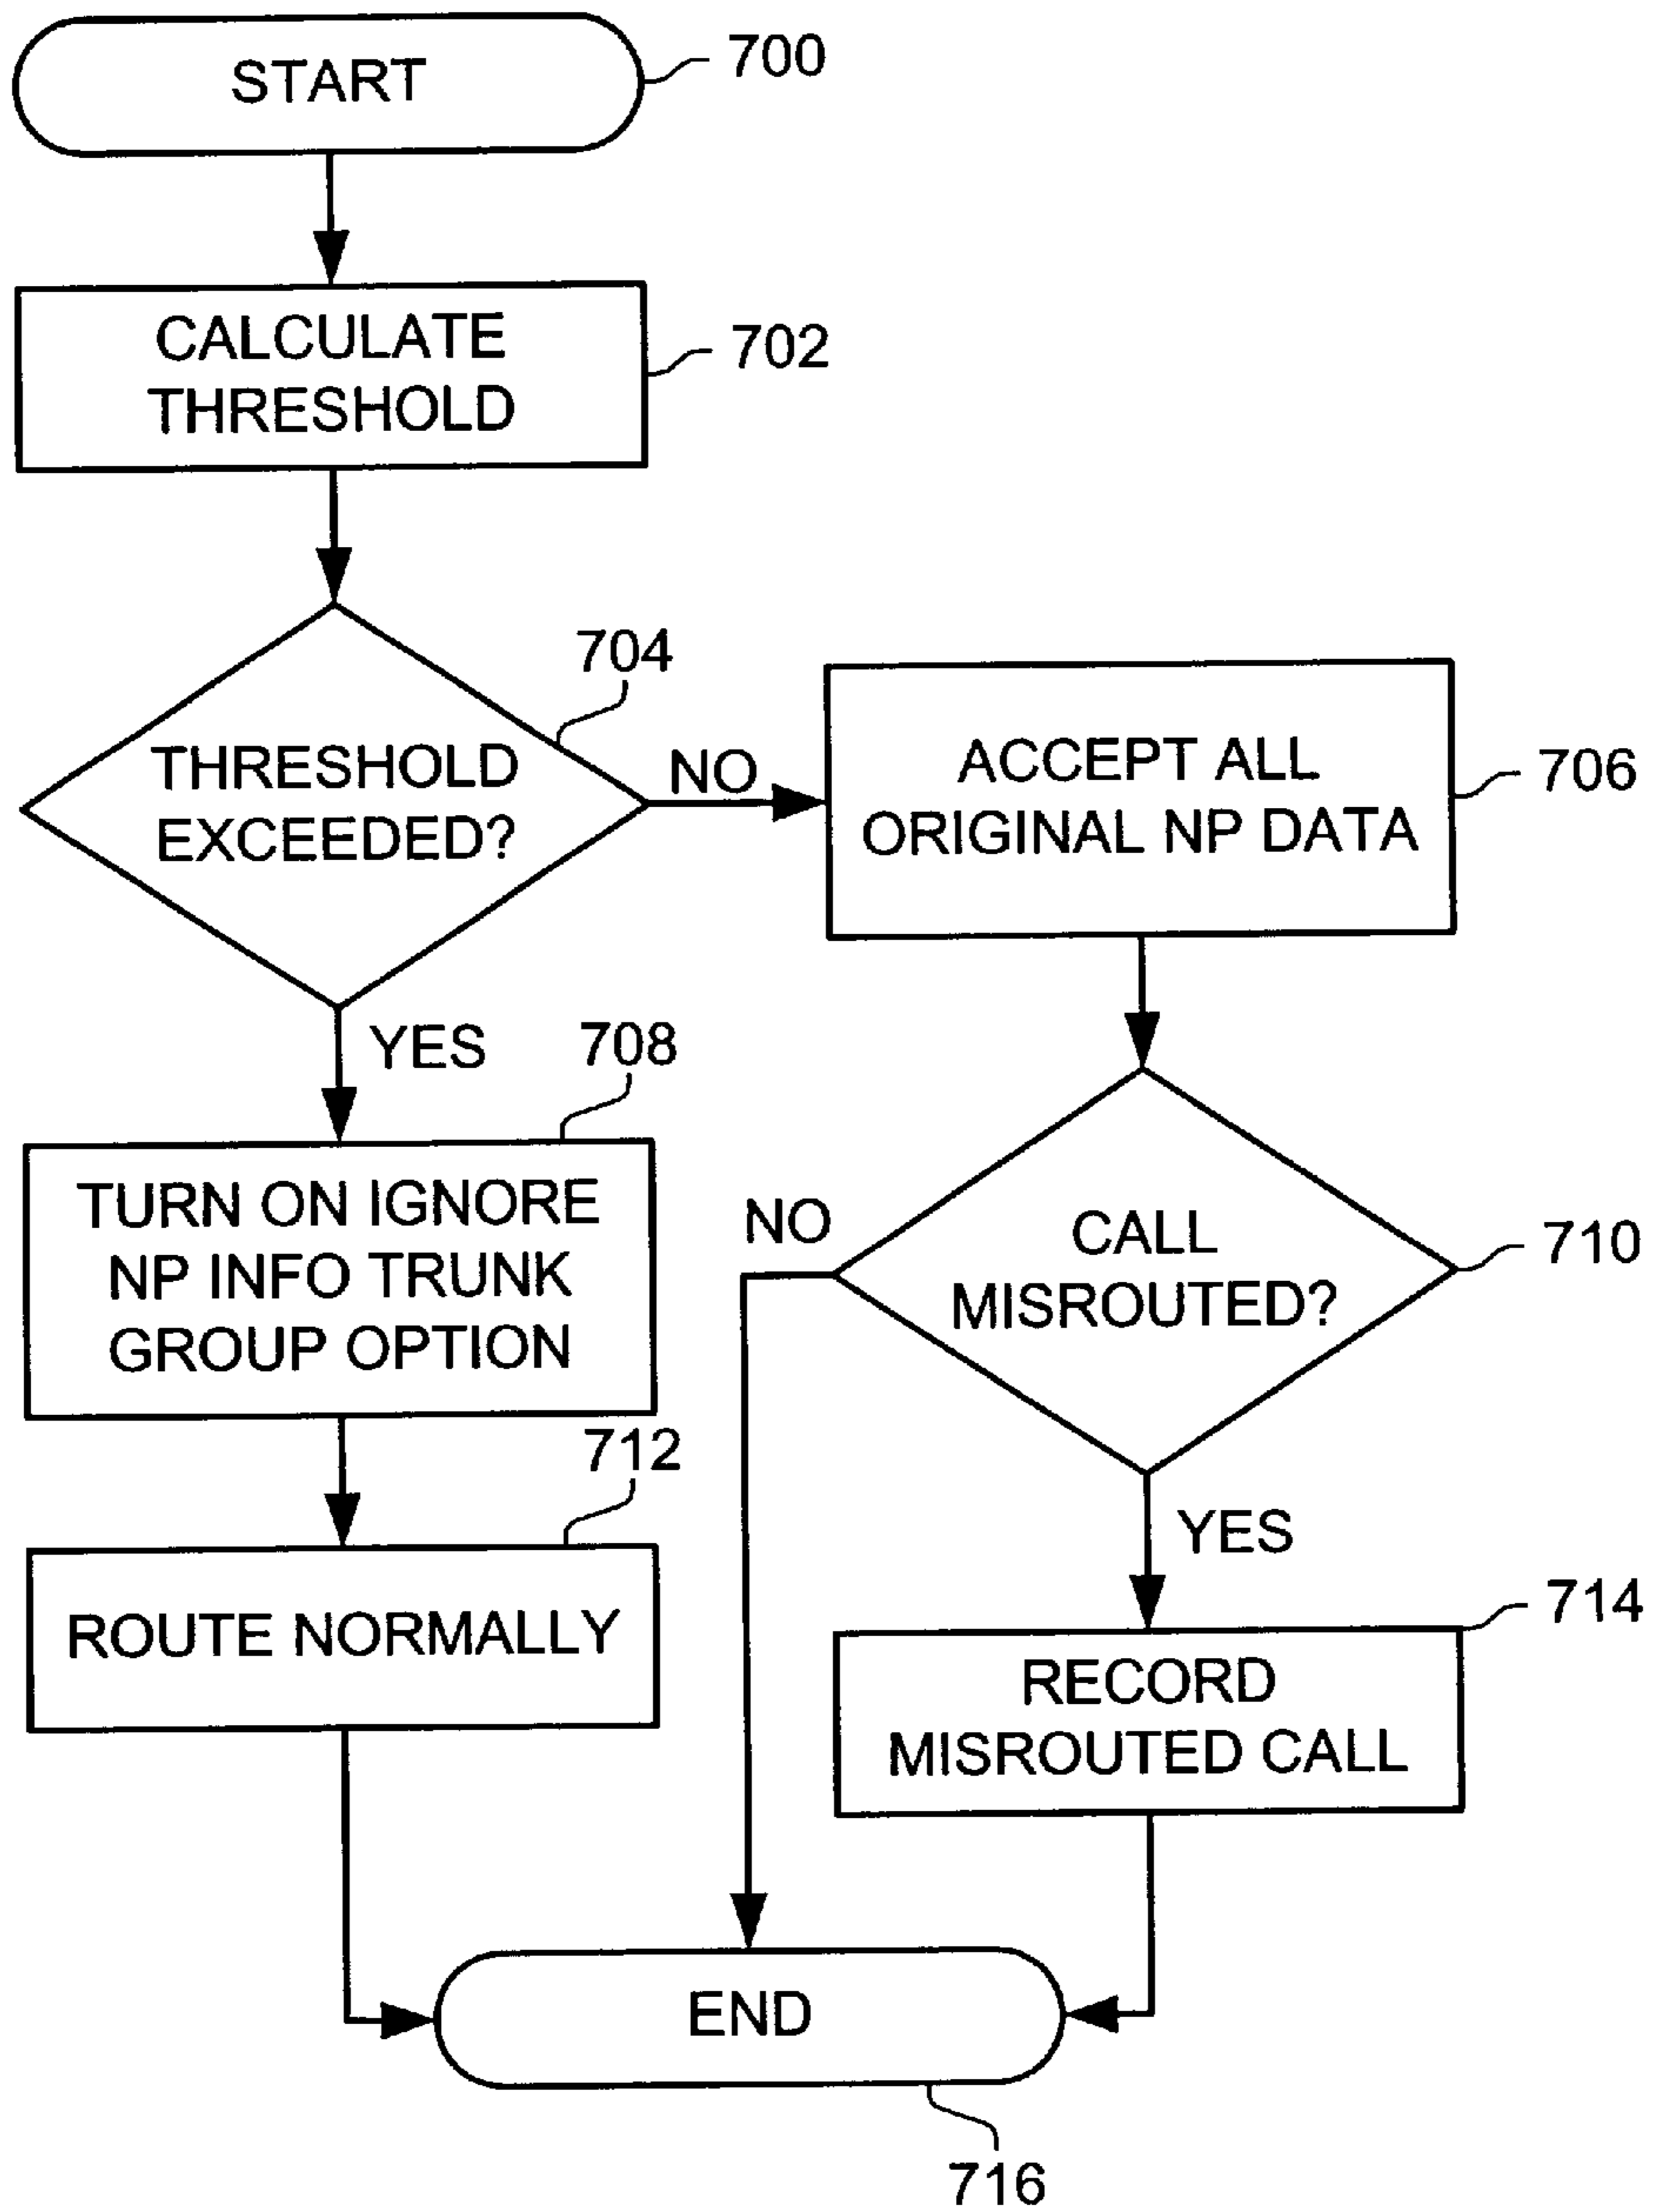 START
700
CALCULATE
THRESHOLD
702
704
THRESHOLD
EXCEEDED?
NO
ACCEPT ALL
ORIGINAL NP DATA
706
YES
708
TURN ON IGNORE
NP INFO TRUNK
GROUP OPTION
NO
CALL
MISROUTED?
710
712
ROUTE NORMALLY
YES
714
RECORD
MISROUTED CALL
END
716